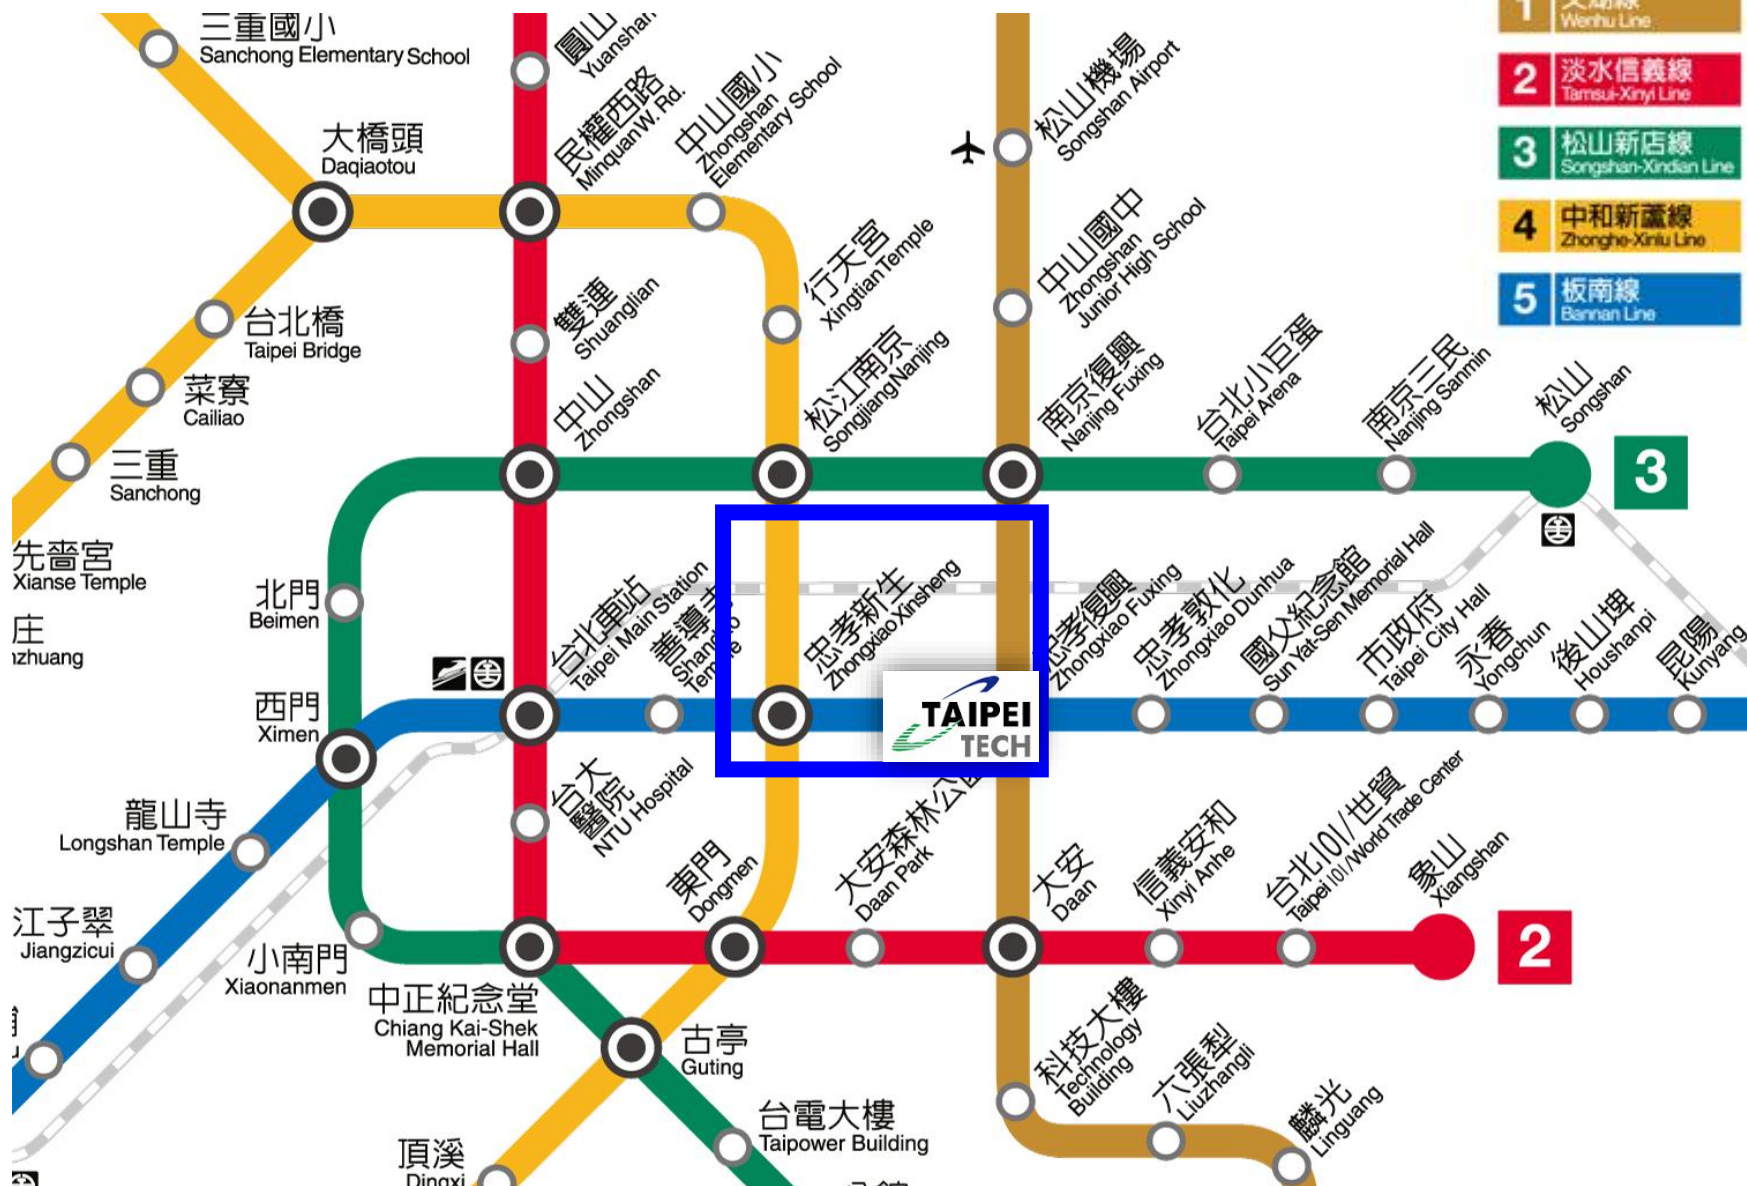 三重國小
Sanchong Elementary School
圓山
Yuanshan
民權西路
Minquan W. Rd.
中山國小
Zhongshan
Elementary School
松山機場
Songshan Airport
1
Wenhu Line
2
淡水信義線
Tamsui-Xinyi Line
3
松山新店線
Songshan-Xindian Line
4
中和新蘆線
Zhonghe-Xinlu Line
5
板南線
Bannan Line
大橋頭
Daqiaotou
行天宮
Xingtian Temple
中山國中
Zhongshan
Junior High School
台北橋
Taipei Bridge
雙連
Shuanglian
菜寮
Cailiao
中山
Zhongshan
松江南京
Songjiang Nanjing
南京復興
Nanjing Fuxing
台北小巨蛋
Taipei Arena
南京三民
Nanjing Sanmin
松山
Songshan
3
三重
Sanchong
先嗇宮
Xianse Temple
庄
nzhuang
北門
Beimen
台北車站
Taipei Main Station
善導寺
Shandao
Temple
忠孝新生
Zhongxiao Xinsheng
忠孝復興
Zhongxiao Fuxing
忠孝敦化
Zhongxiao Dunhua
國父紀念館
Sun Yat-Sen Memorial Hall
市政府
Taipei City Hall
永春
Yongchun
後山埤
Houshanpi
昆陽
Kunyang
西門
Ximen
TAIPEI
TECH
龍山寺
Longshan Temple
台大
醫院
NTU Hospital
東門
Dongmen
大安森林公園
Daan Park
大安
Daan
信義安和
Xinyi Anhe
台北101/世貿
Taipei 101/World Trade Center
象山
Xiangshan
2
江子翠
Jiangzicui
小南門
Xiaonanmen
中正紀念堂
Chiang Kai-Shek
Memorial Hall
古亭
Guting
科技大樓
Technology
Building
六張犁
Liuzhangli
麟光
Linguang
台電大樓
Taipower Building
頂溪
Dingxi